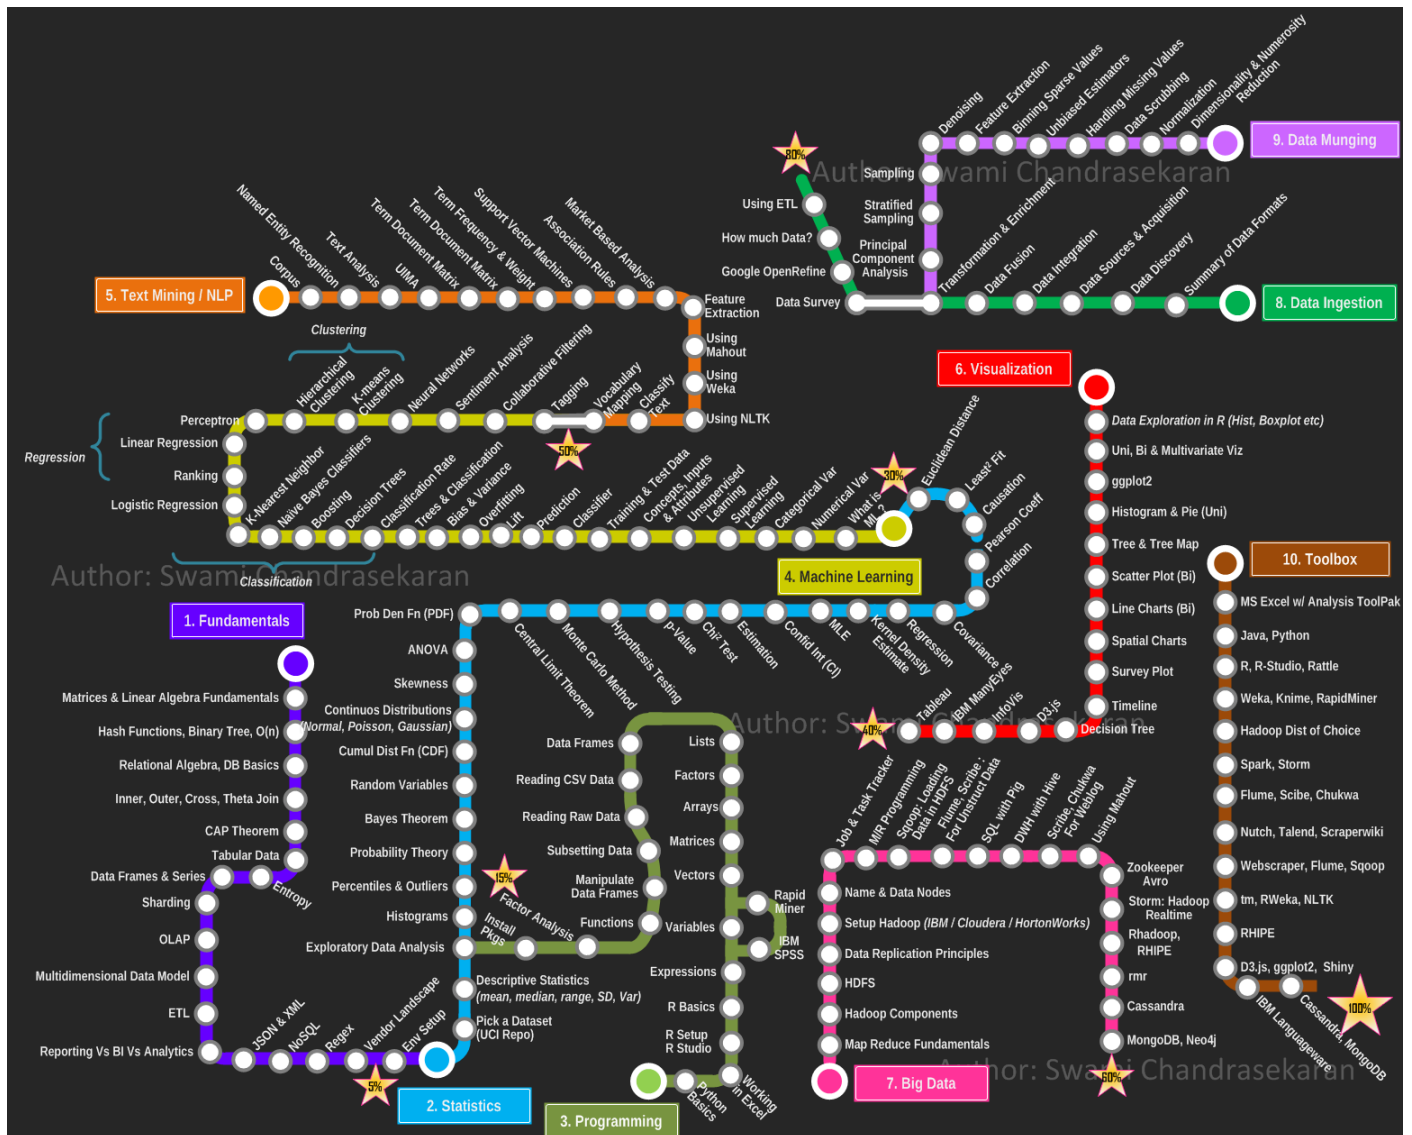 Denoising
Feature Extraction
Binning Sparse Values
Unbiased Estimators
Handling Missing Values
Data Scrubbing
Normalization
Dimensionality & Numerosity
Reduction
9. Data Munging
80%
Author: Swami Chandrasekaran
Sampling
Using ETL
Stratified
Sampling
How much Data?
Principal
Component
Analysis
Google OpenRefine
Data Survey
Transformation & Enrichment
Data Fusion
Data Integration
Data Sources & Acquisition
Data Discovery
Summary of Data Formats
8. Data Ingestion
5. Text Mining / NLP
Corpus
Named Entity Recognition
Text Analysis
UIMA
Term Document Matrix
Term Document Matrix
Term Frequency & Weight
Support Vector Machines
Association Rules
Market Based Analysis
Feature
Extraction
Using
Mahout
Using
Weka
Using NLTK
Clustering
Hierarchical
Clustering
K-means
Clustering
Neural Networks
Sentiment Analysis
Collaborative Filtering
Tagging
Vocabulary
Mapping
Classify
Text
50%
Perceptron
Linear Regression
Regression
Ranking
Logistic Regression
K-Nearest Neighbor
Naïve Bayes Classifiers
Boosting
Decision Trees
Classification Rate
Trees & Classification
Bias & Variance
Overfitting
Lift
Prediction
Classifier
Training & Test Data
Concepts, Inputs
& Attributes
Unsupervised
Learning
Supervised
Learning
Categorical Var
Numerical Var
What is
ML?
Classification
Author: Swami Chandrasekaran
4. Machine Learning
30%
Euclidean Distance
Least² Fit
Causation
Pearson Coeff
Correlation
6. Visualization
Data Exploration in R (Hist, Boxplot etc)
Uni, Bi & Multivariate Viz
ggplot2
Histogram & Pie (Uni)
Tree & Tree Map
Scatter Plot (Bi)
Line Charts (Bi)
Spatial Charts
Survey Plot
Timeline
Decision Tree
D3.js
InfoVis
IBM ManyEyes
Tableau
40%
Author: Swami Chandrasekaran
10. Toolbox
MS Excel w/ Analysis ToolPak
Java, Python
R, R-Studio, Rattle
Weka, Knime, RapidMiner
Hadoop Dist of Choice
Spark, Storm
Flume, Scibe, Chukwa
Nutch, Talend, Scraperwiki
Webscraper, Flume, Sqoop
tm, RWeka, NLTK
RHIPE
D3.js, ggplot2, Shiny
IBM Languageware
Cassandra, MongoDB
100%
1. Fundamentals
Matrices & Linear Algebra Fundamentals
Hash Functions, Binary Tree, O(n)
Relational Algebra, DB Basics
Inner, Outer, Cross, Theta Join
CAP Theorem
Tabular Data
Entropy
Data Frames & Series
Sharding
OLAP
Multidimensional Data Model
ETL
Reporting Vs BI Vs Analytics
JSON & XML
NoSQL
Regex
Vendor Landscape
Env Setup
5%
2. Statistics
Prob Den Fn (PDF)
ANOVA
Skewness
Continuos Distributions
(Normal, Poisson, Gaussian)
Cumul Dist Fn (CDF)
Random Variables
Bayes Theorem
Probability Theory
Percentiles & Outliers
Histograms
Exploratory Data Analysis
Descriptive Statistics
(mean, median, range, SD, Var)
Pick a Dataset
(UCI Repo)
Central Limit Theorem
Monte Carlo Method
Hypothesis Testing
p-Value
Chi² Test
Estimation
Confid Int (CI)
MLE
Kernel Density
Estimate
Regression
Covariance
15%
Install
Pkgs
Factor Analysis
Data Frames
Reading CSV Data
Reading Raw Data
Subsetting Data
Manipulate
Data Frames
Functions
Lists
Factors
Arrays
Matrices
Vectors
Variables
Rapid
Miner
IBM
SPSS
Expressions
R Basics
R Setup
R Studio
Working
in Excel
Python
Basics
3. Programming
Job & Task Tracker
M/R Programming
Sqoop: Loading
Data in HDFS
Flume, Scribe :
For Unstruct Data
SQL with Pig
DWH with Hive
Scribe, Chukwa
For Weblog
Using Mahout
Name & Data Nodes
Setup Hadoop (IBM / Cloudera / HortonWorks)
Data Replication Principles
HDFS
Hadoop Components
Map Reduce Fundamentals
7. Big Data
Zookeeper
Avro
Storm: Hadoop
Realtime
Rhadoop,
RHIPE
rmr
Cassandra
MongoDB, Neo4j
60%
Author: Swami Chandrasekaran